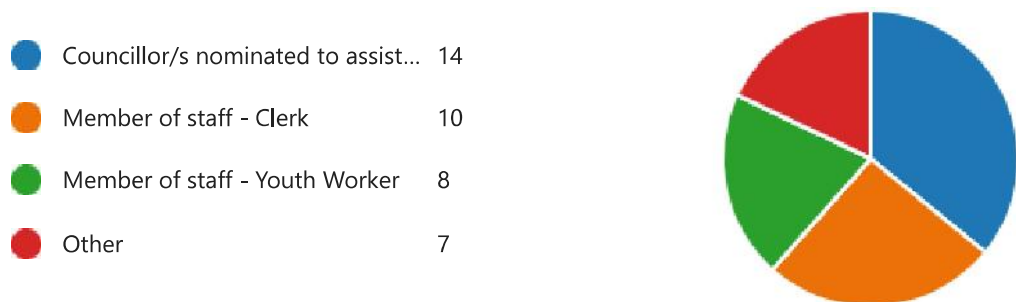 Councillor/s nominated to assist... 14
Member of staff - Clerk 10
Member of staff - Youth Worker 8
Other 7